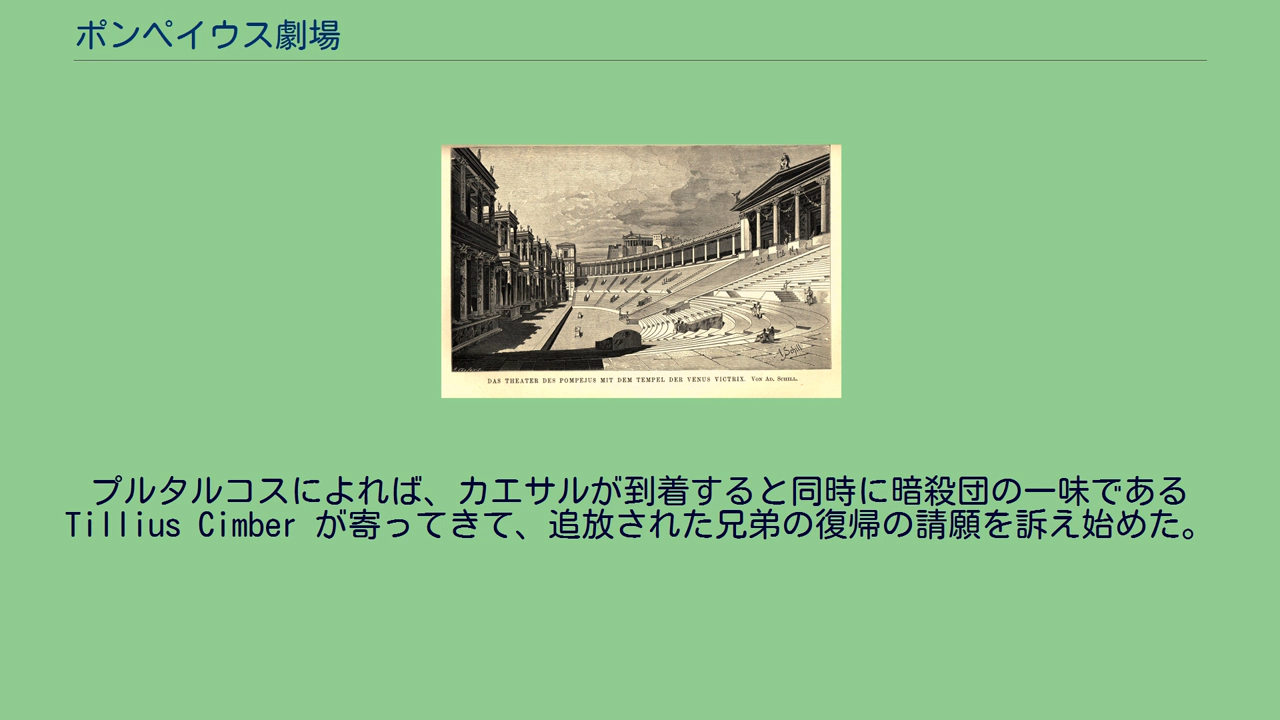 ポンペイウス劇場
A. Schill
DAS THEATER DES POMPEJUS MIT DEM TEMPEL DER VENUS VICTRIX. VON AD. SCHILL.
プルタルコスによれば、カエサルが到着すると同時に暗殺団の一味である
Tillius Cimber が寄ってきて、追放された兄弟の復帰の請願を訴え始めた。